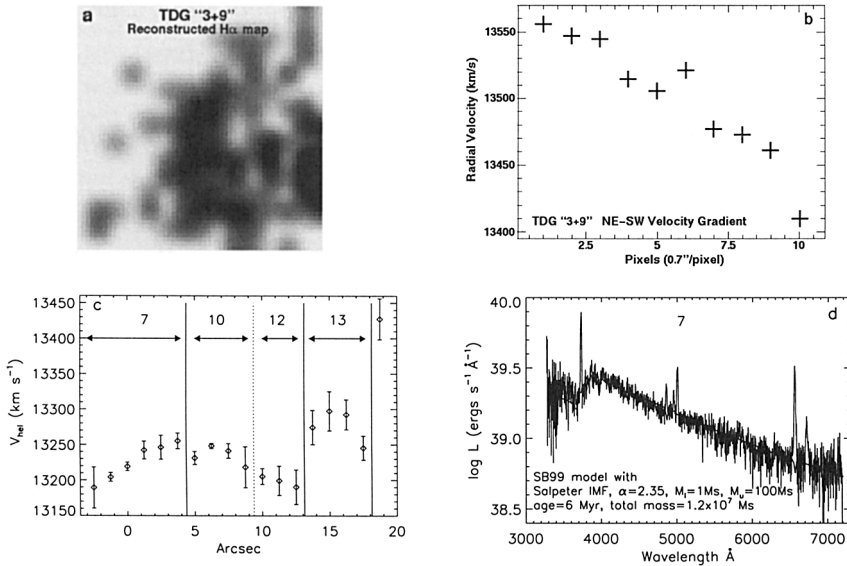 a
TDG "3+9"
Reconstructed Hα map
b
13550
13500
13450
13400
Radial Velocity (km/s)
TDG "3+9" NE-SW Velocity Gradient
2.5 5 7.5 10
Pixels (0.7"/pixel)
c
7 10 12 13
13450
13400
13350
13300
13250
13200
13150
V_hel (km s⁻¹)
0 5 10 15 20
Arcsec
d
7
40.0
39.5
39.0
38.5
log L (ergs s⁻¹ Å⁻¹)
SB99 model with
Salpeter IMF, α=2.35, M_l=1Ms, M_u=100Ms
age=6 Myr, total mass=1.2x10⁷ Ms
3000 4000 5000 6000 7000
Wavelength Å